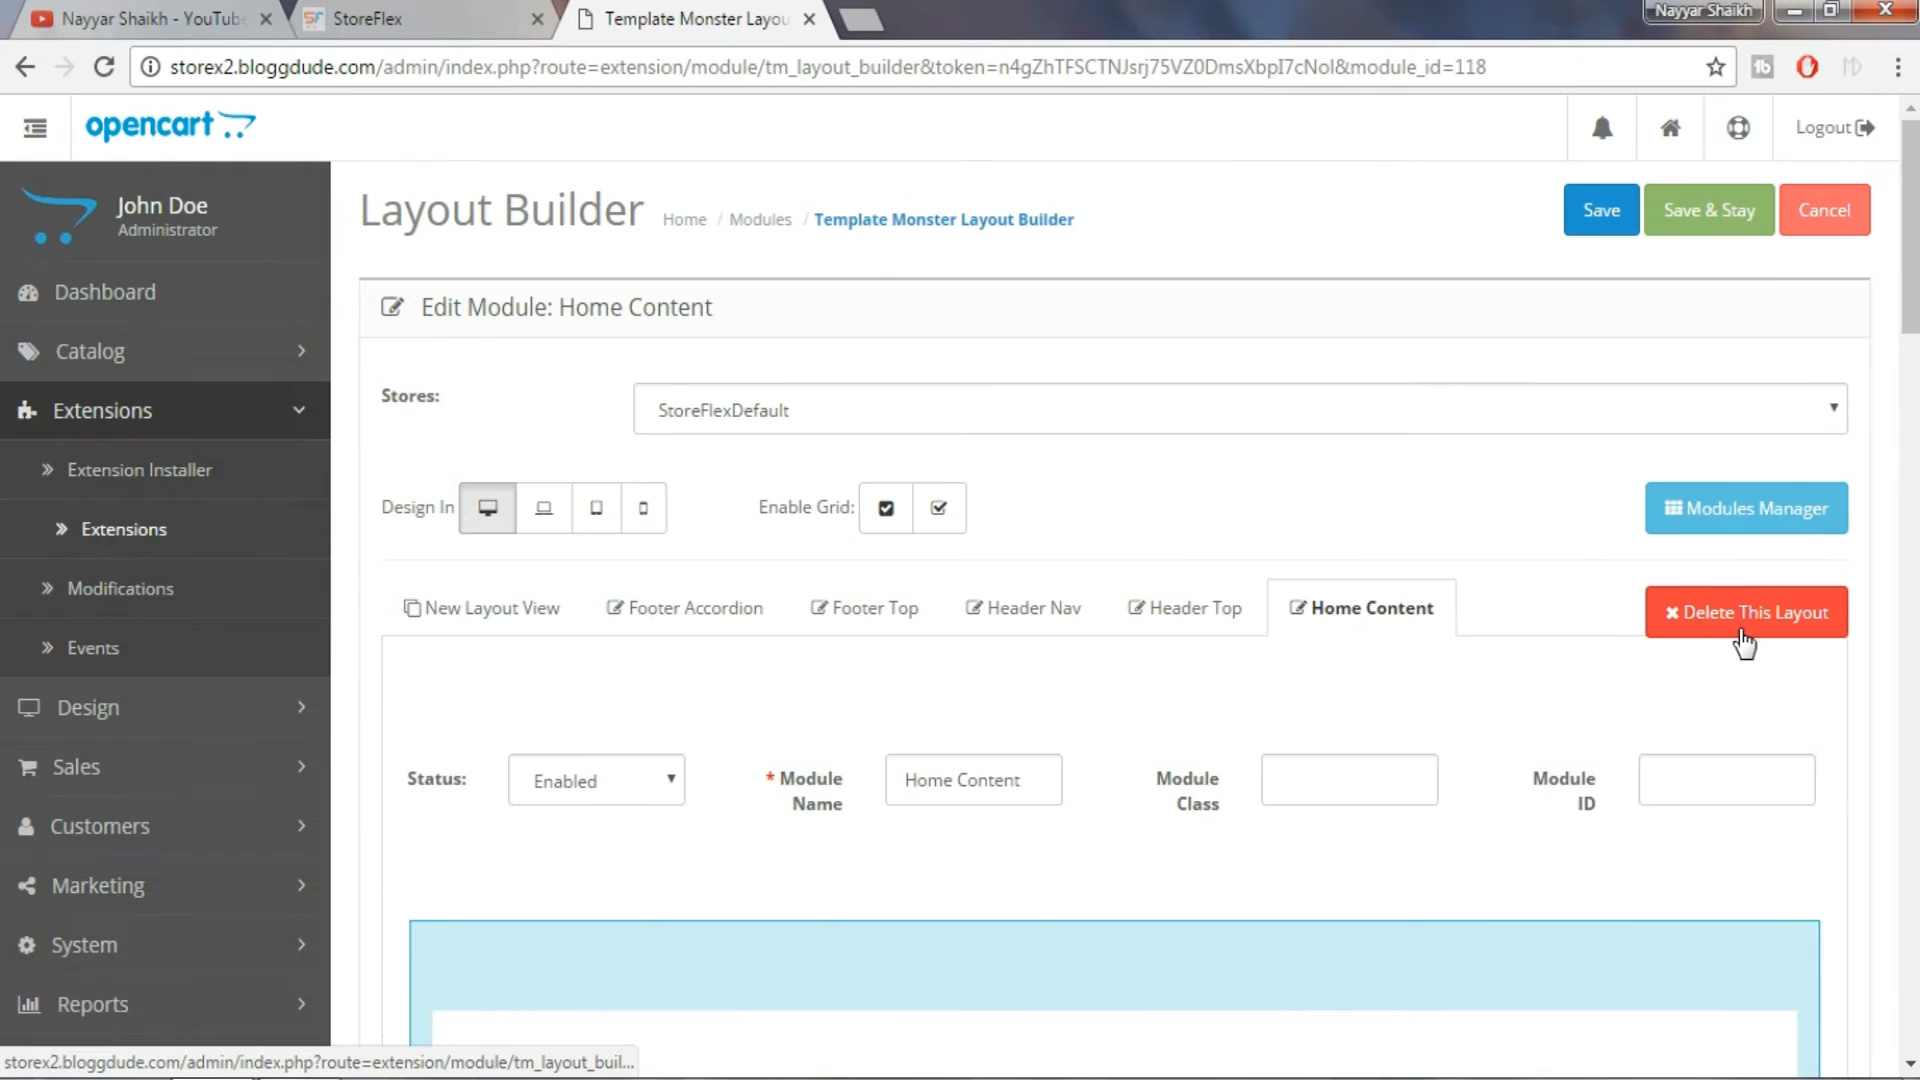 Nayyar Shaikh - YouTube
StoreFlex
Template Monster Layou
Nayyar Shaikh
storex2.bloggdude.com/admin/index.php?route=extension/module/tm_layout_builder&token=n4gZhTFSCTNJsrj75VZ0DmsXbpI7cNol&module_id=118
opencart
Logout
John Doe
Administrator
Layout Builder
Home / Modules / Template Monster Layout Builder
Save
Save & Stay
Cancel
Dashboard
Catalog
Extensions
Extension Installer
Extensions
Modifications
Events
Design
Sales
Customers
Marketing
System
Reports
Edit Module: Home Content
Stores:
StoreFlexDefault
Design In
Enable Grid:
Modules Manager
New Layout View
Footer Accordion
Footer Top
Header Nav
Header Top
Home Content
Delete This Layout
Status:
Enabled
* Module
Name
Home Content
Module
Class
Module
ID
storex2.bloggdude.com/admin/index.php?route=extension/module/tm_layout_buil...